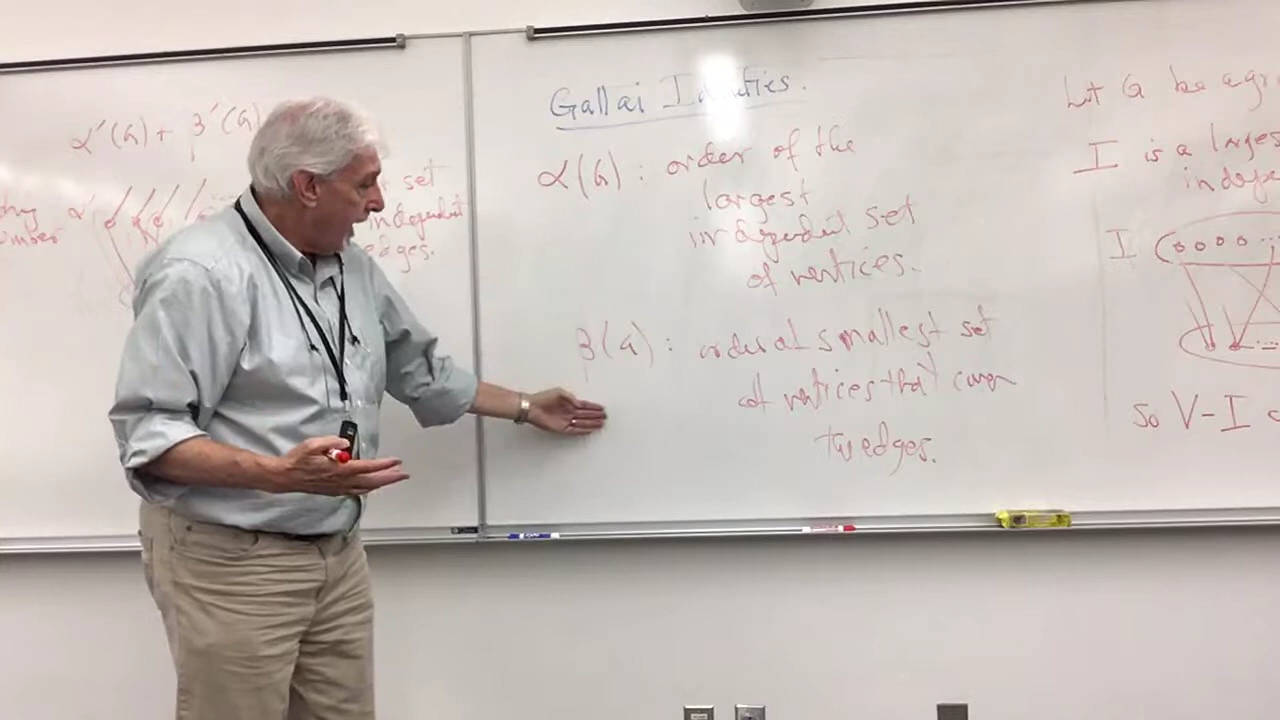 α'(G) + β'(G)
α'
set
independent
edges.
Gallai Identities.
α(G) : order of the
largest
independent set
of vertices.
β(G) : order of smallest set
of vertices that cover
the edges.
Let G be a gr
I is a larges
indepe
I
so V-I c